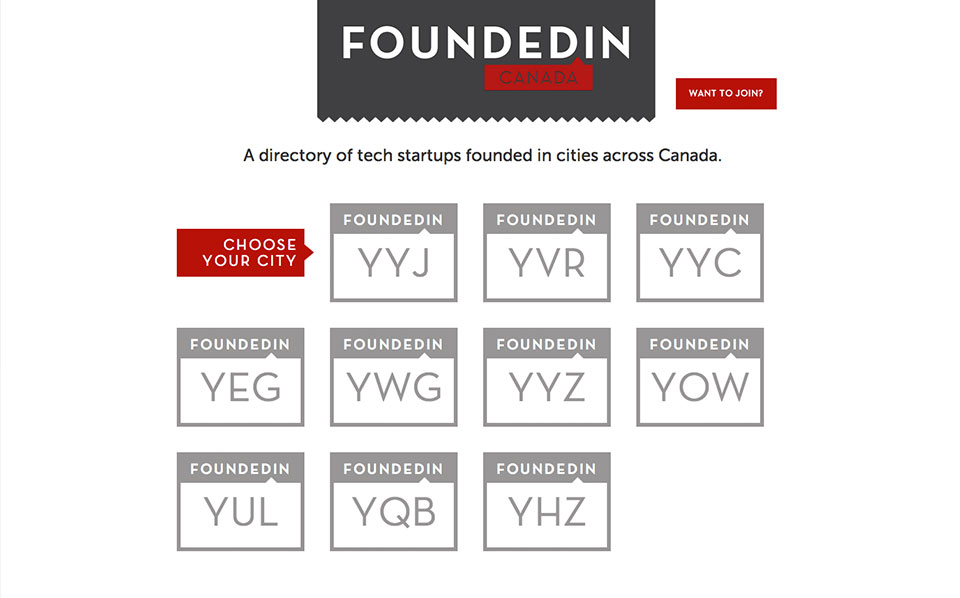 FOUNDEDIN
CANADA
WANT TO JOIN?
A directory of tech startups founded in cities across Canada.
CHOOSE
YOUR CITY
FOUNDEDIN
YYJ
FOUNDEDIN
YVR
FOUNDEDIN
YYC
FOUNDEDIN
YEG
FOUNDEDIN
YWG
FOUNDEDIN
YYZ
FOUNDEDIN
YOW
FOUNDEDIN
YUL
FOUNDEDIN
YQB
FOUNDEDIN
YHZ